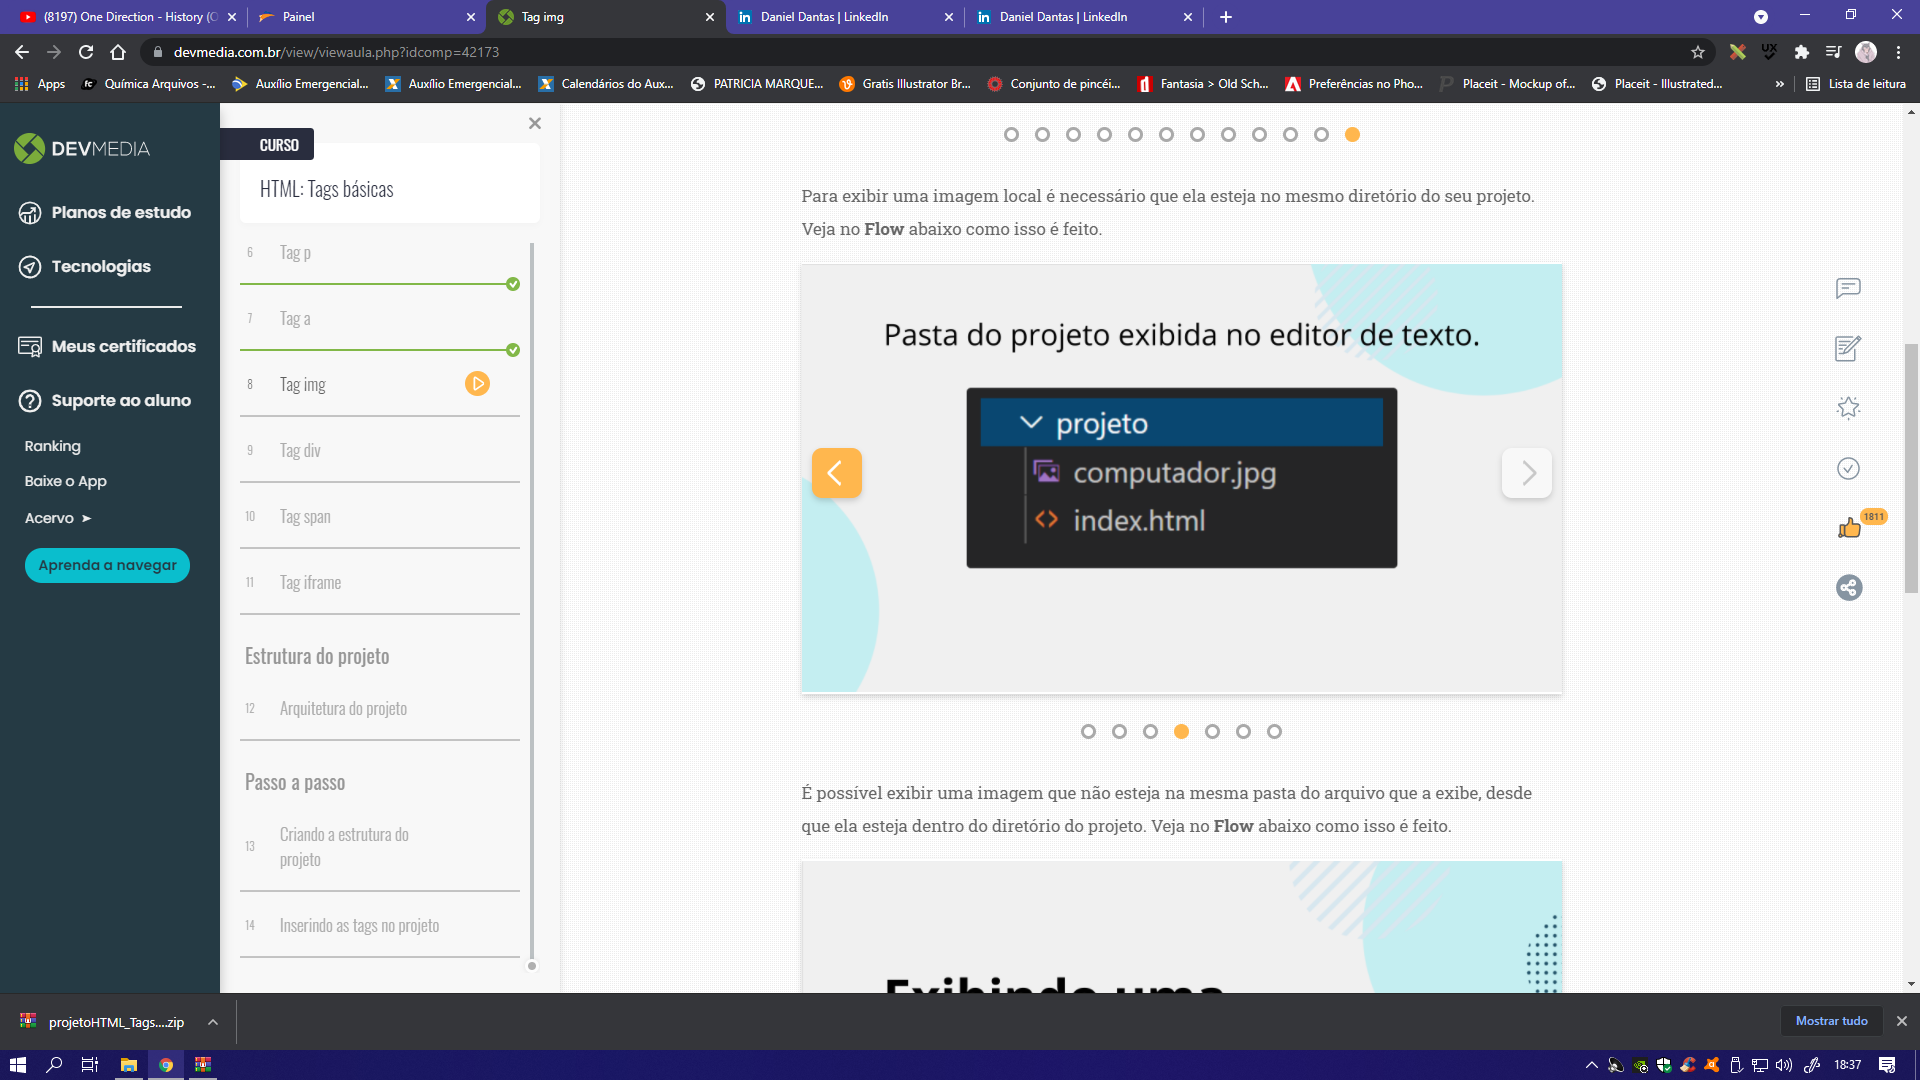 (8197) One Direction - History (O
Painel
Tag img
Daniel Dantas | LinkedIn
Daniel Dantas | LinkedIn
devmedia.com.br/view/viewaula.php?idcomp=42173
Apps
Química Arquivos -...
Auxílio Emergencial...
Auxílio Emergencial...
Calendários do Aux...
PATRICIA MARQUE...
Gratis Illustrator Br...
Conjunto de pincéi...
Fantasia > Old Sch...
Preferências no Pho...
Placeit - Mockup of...
Placeit - Illustrated...
»
Lista de leitura
DEVMEDIA
Planos de estudo
Tecnologias
Meus certificados
Suporte ao aluno
Ranking
Baixe o App
Acervo ➤
Aprenda a navegar
CURSO
HTML: Tags básicas
6 Tag p
7 Tag a
8 Tag img
9 Tag div
10 Tag span
11 Tag iframe
Estrutura do projeto
12 Arquitetura do projeto
Passo a passo
13 Criando a estrutura do
projeto
14 Inserindo as tags no projeto
Para exibir uma imagem local é necessário que ela esteja no mesmo diretório do seu projeto.
Veja no Flow abaixo como isso é feito.
Pasta do projeto exibida no editor de texto.
projeto
computador.jpg
index.html
É possível exibir uma imagem que não esteja na mesma pasta do arquivo que a exibe, desde
que ela esteja dentro do diretório do projeto. Veja no Flow abaixo como isso é feito.
Exibindo uma
1811
projetoHTML_Tags....zip
Mostrar tudo
18:37